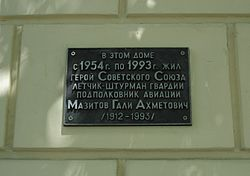 В ЭТОМ ДОМЕ
С 1954 Г. ПО 1993 Г. ЖИЛ
ГЕРОЙ СОВЕТСКОГО СОЮЗА
ЛЕТЧИК-ШТУРМАН ГВАРДИИ
ПОДПОЛКОВНИК АВИАЦИИ
МАЗИТОВ ГАЛИ АХМЕТОВИЧ
/1912-1993/